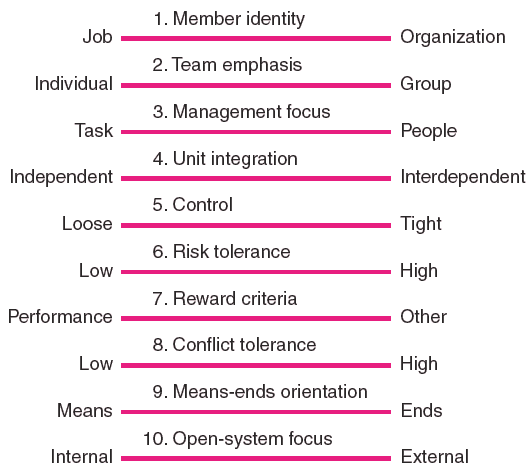 1. Member identity
Job Organization
2. Team emphasis
Individual Group
3. Management focus
Task People
4. Unit integration
Independent Interdependent
5. Control
Loose Tight
6. Risk tolerance
Low High
7. Reward criteria
Performance Other
8. Conflict tolerance
Low High
9. Means-ends orientation
Means Ends
10. Open-system focus
Internal External